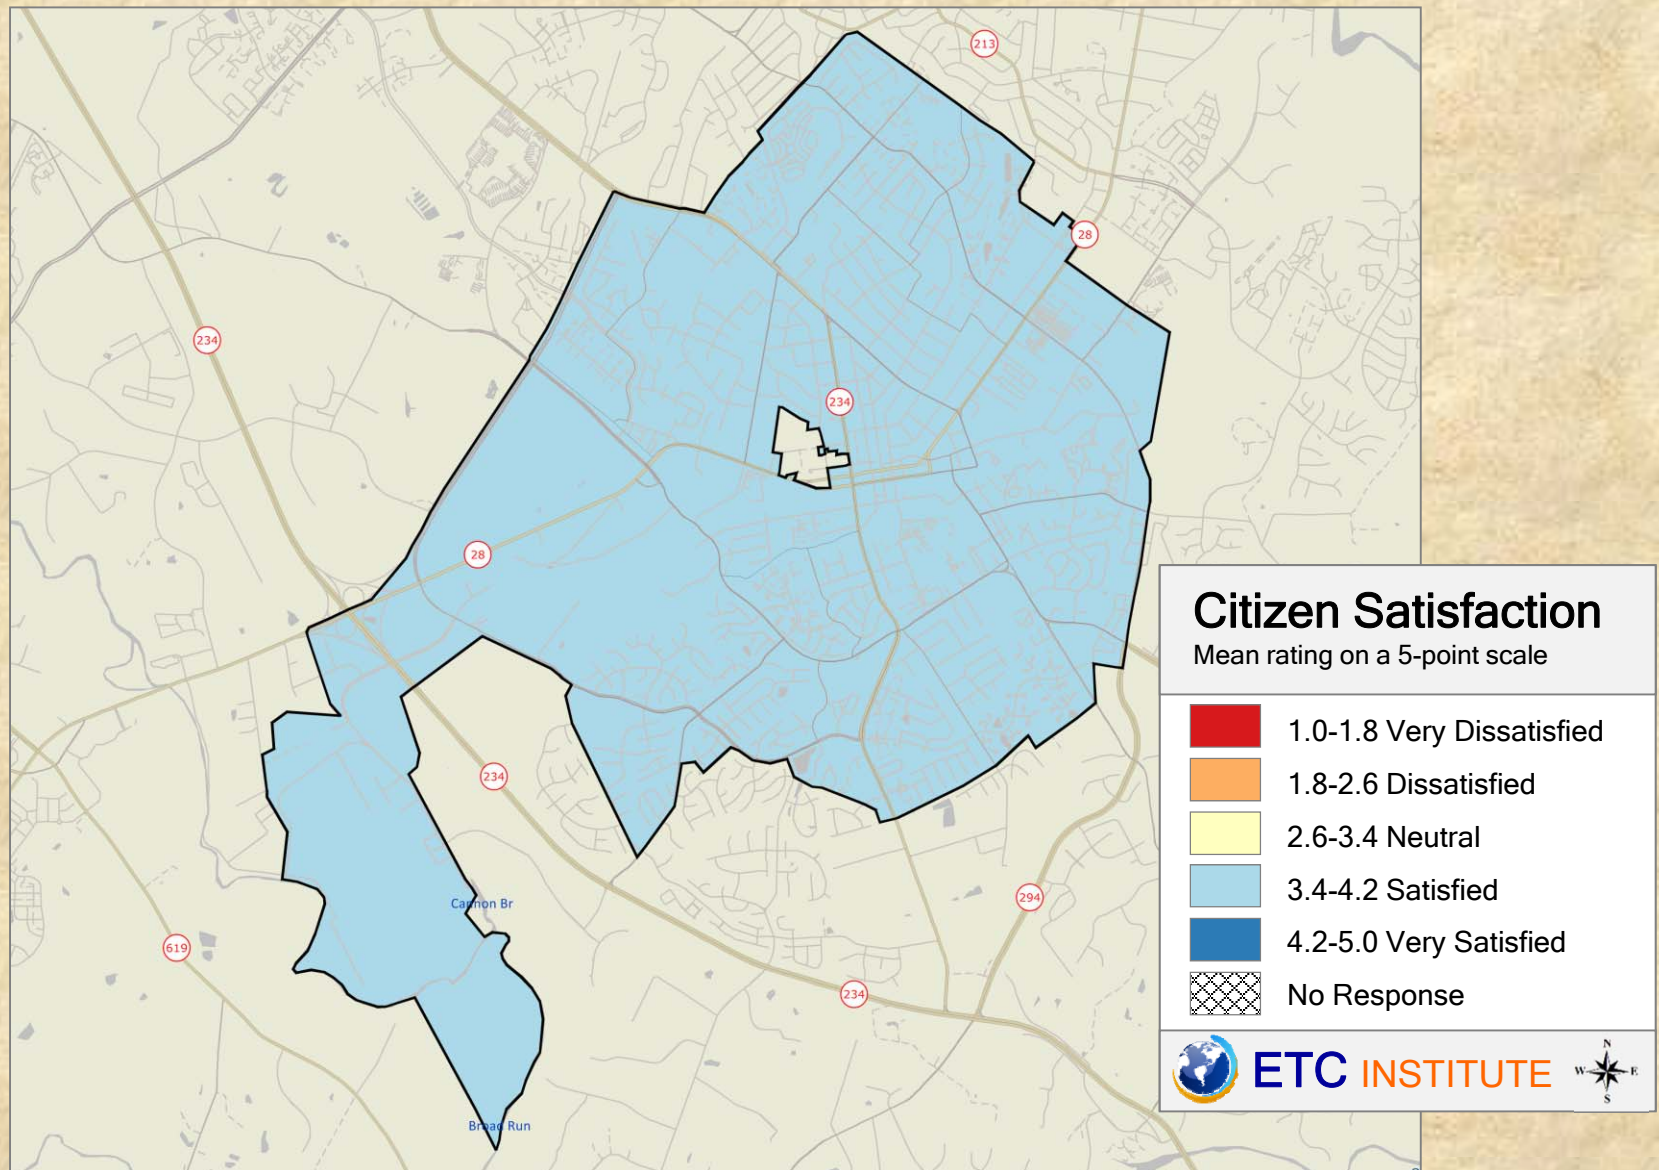 213
28
234
234
28
234
294
Cannon Br
619
234
Broad Run
Citizen Satisfaction
Mean rating on a 5-point scale
1.0-1.8 Very Dissatisfied
1.8-2.6 Dissatisfied
2.6-3.4 Neutral
3.4-4.2 Satisfied
4.2-5.0 Very Satisfied
No Response
ETC INSTITUTE
N
W E
S